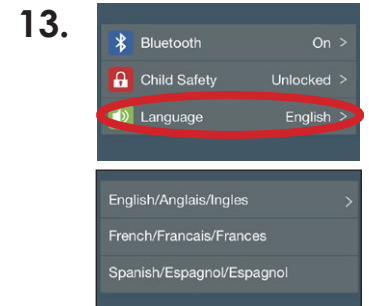 13.
Bluetooth On >
Child Safety Unlocked >
Language English >
English/Anglais/Ingles >
French/Francais/Frances
Spanish/Espagnol/Espagnol